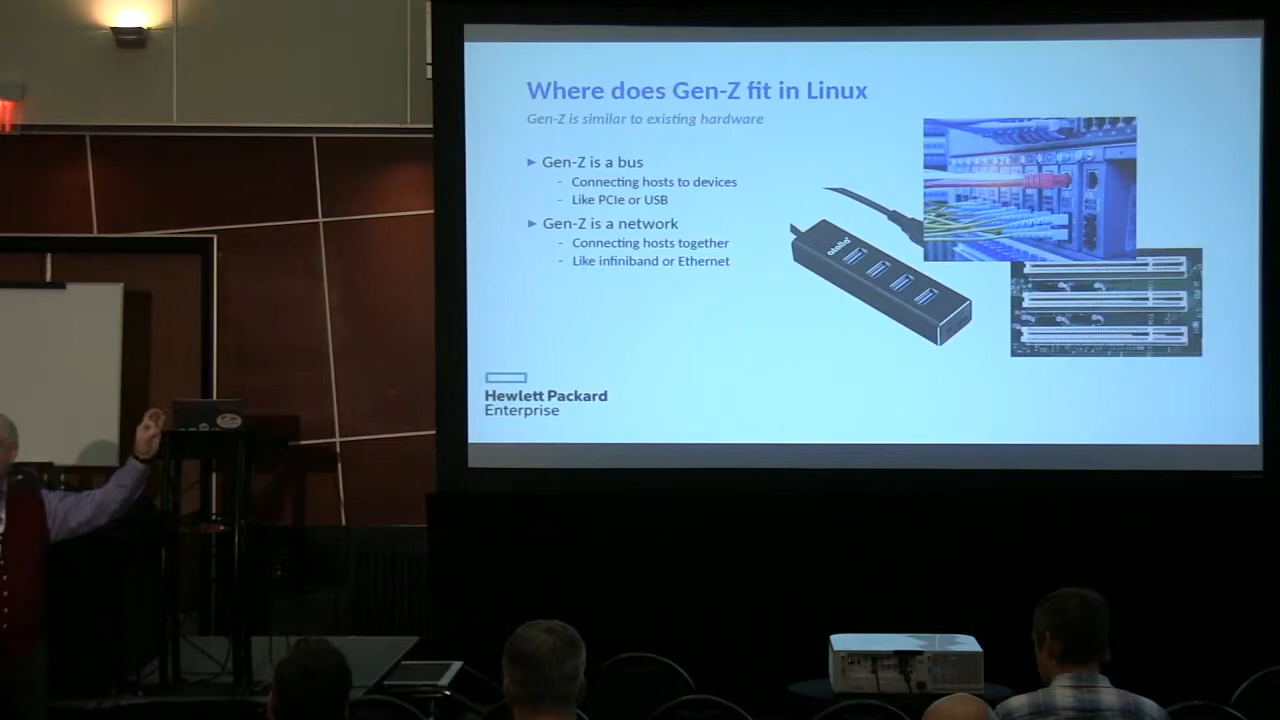 Where does Gen-Z fit in Linux
Gen-Z is similar to existing hardware
► Gen-Z is a bus
- Connecting hosts to devices
- Like PCIe or USB
► Gen-Z is a network
- Connecting hosts together
- Like infiniband or Ethernet
Hewlett Packard
Enterprise